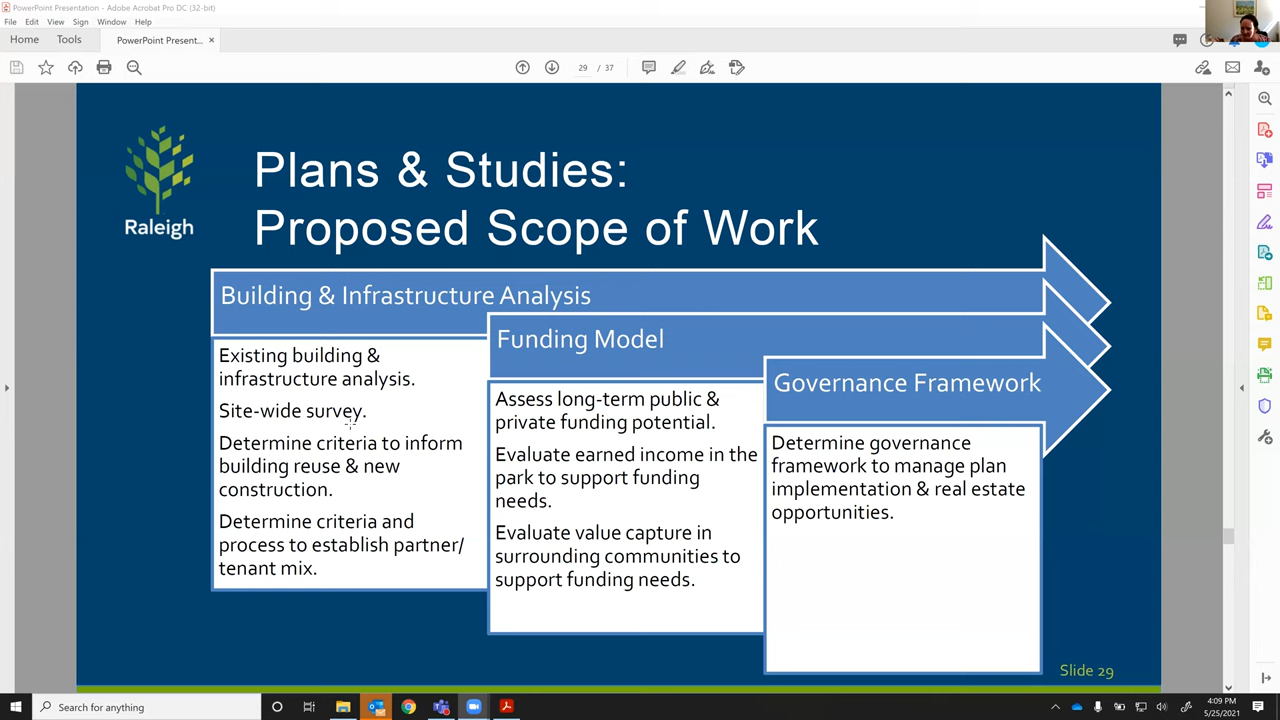 PowerPoint Presentation - Adobe Acrobat Pro DC (32-bit)
File Edit View Sign Window Help
Home Tools PowerPoint Present... ×
29 / 37
Raleigh
Plans & Studies:
Proposed Scope of Work
Building & Infrastructure Analysis
Existing building &
infrastructure analysis.
Site-wide survey.
Determine criteria to inform
building reuse & new
construction.
Determine criteria and
process to establish partner/
tenant mix.
Funding Model
Assess long-term public &
private funding potential.
Evaluate earned income in the
park to support funding
needs.
Evaluate value capture in
surrounding communities to
support funding needs.
Governance Framework
Determine governance
framework to manage plan
implementation & real estate
opportunities.
Slide 29
Search for anything
4:09 PM
5/25/2021